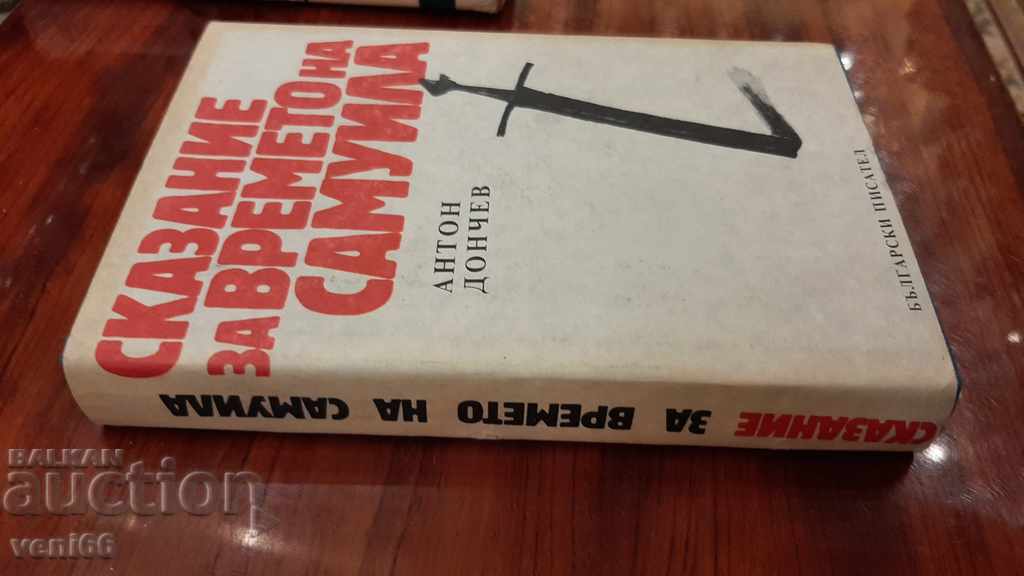 СКАЗАНИЕ
ЗА ВРЕМЕТО НА
САМУИЛА
АНТОН
ДОНЧЕВ
БЪЛГАРСКИ ПИСАТЕЛ
СКАЗАНИЕ ЗА ВРЕМЕТО НА САМУИЛА
BALKAN
auction
veni66